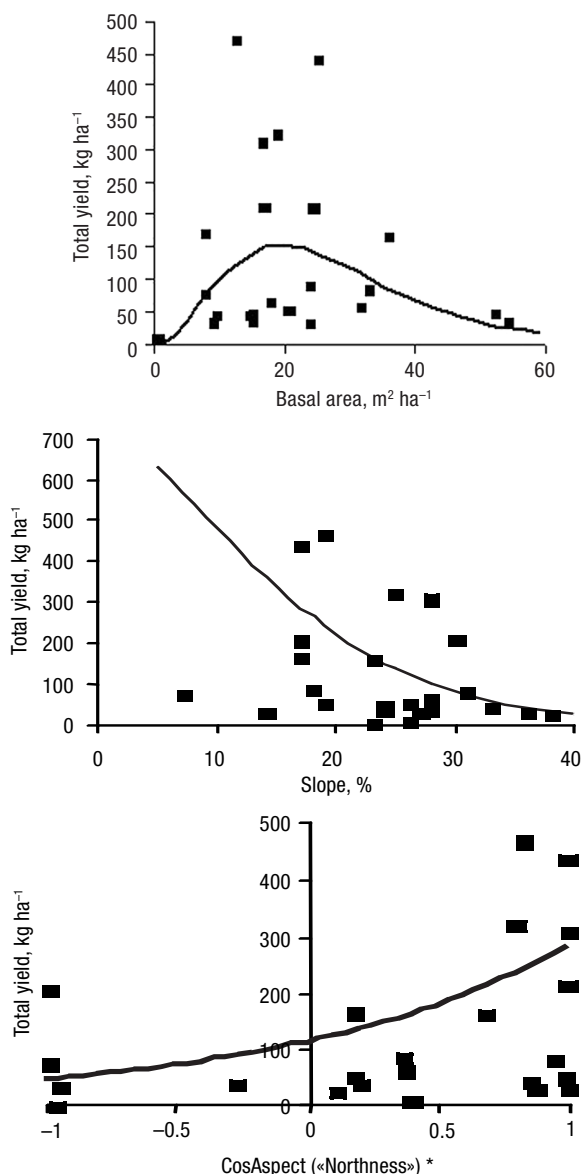 500
450
400
350
300
250
200
150
100
50
0
Total yield, kg ha⁻¹
0 20 40 60
Basal area, m² ha⁻¹
700
600
500
400
300
200
100
0
Total yield, kg ha⁻¹
0 10 20 30 40
Slope, %
500
400
300
200
100
0
Total yield, kg ha⁻¹
–1 –0.5 0 0.5 1
CosAspect («Northness») *